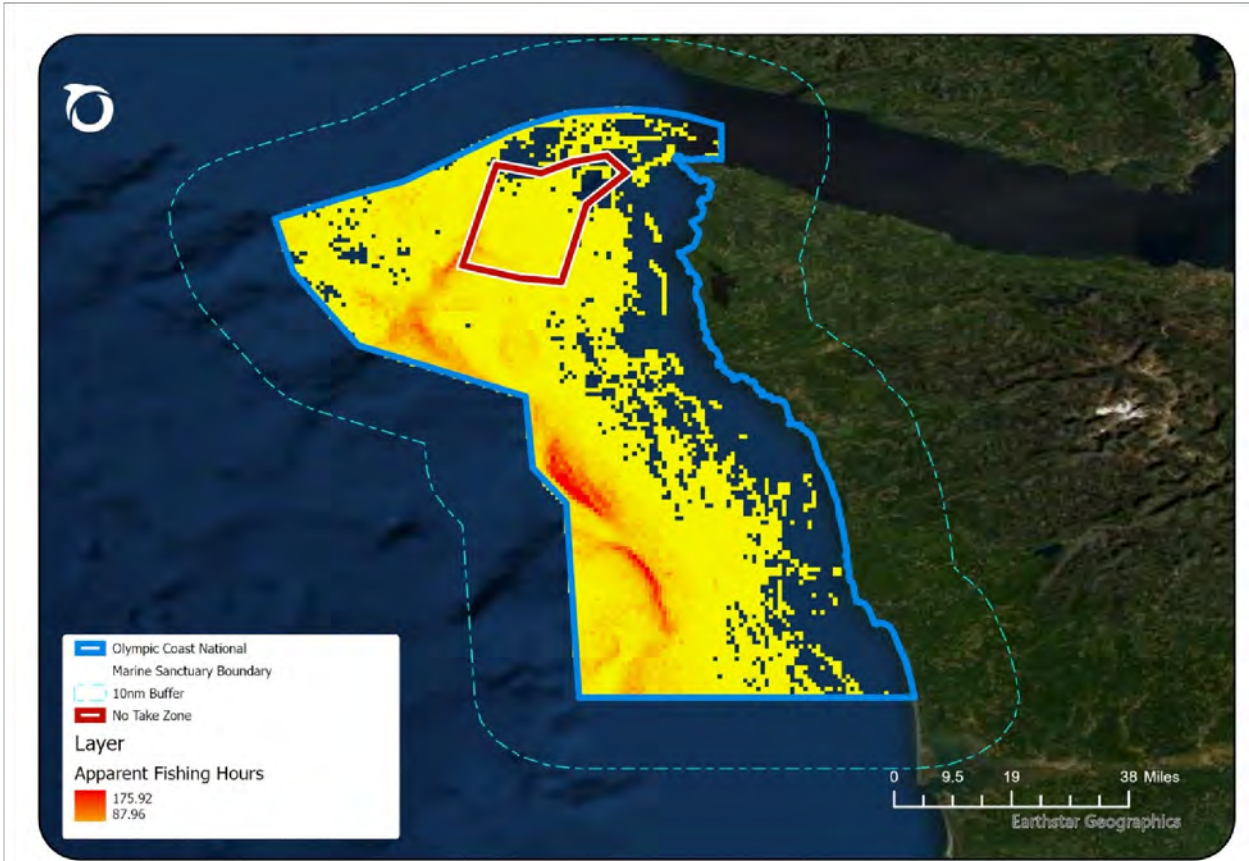 Olympic Coast National
Marine Sanctuary Boundary
10nm Buffer
No Take Zone
Layer
Apparent Fishing Hours
175.92
87.96
0 9.5 19 38 Miles
Earthstar Geographics